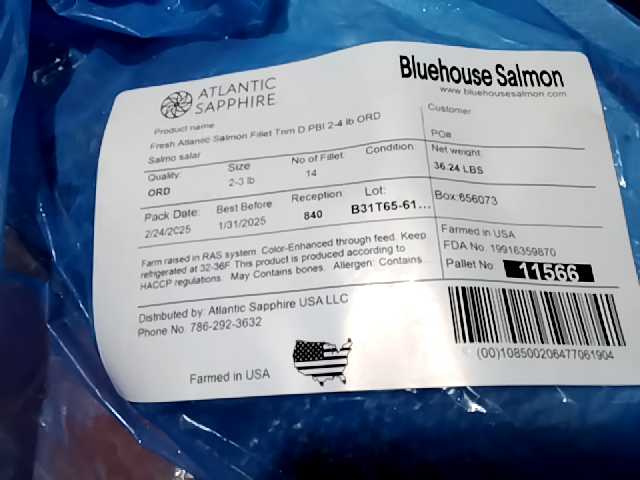 ATLANTIC
SAPPHIRE
Bluehouse Salmon
www.bluehousesalmon.com
Product name
Fresh Atlantic Salmon Fillet Trim D PBI 2-4 lb ORD
Salmo salar
Customer
PO#
Quality: Size No of Fillet Condition:
ORD 2-3 lb 14
Net weight:
36.24 LBS
Pack Date: Best Before: Reception: Lot:
2/24/2025 1/31/2025 840 B31T65-61...
Box:656073
Farm raised in RAS system. Color-Enhanced through feed. Keep
refrigerated at 32-36F. This product is produced according to
HACCP regulations. May Contains bones. Allergen: Contains...
Farmed in USA
FDA No. 19916359870
Pallet No 11566
Distributed by: Atlantic Sapphire USA LLC
Phone No. 786-292-3632
(00)108500206477061904
Farmed in USA